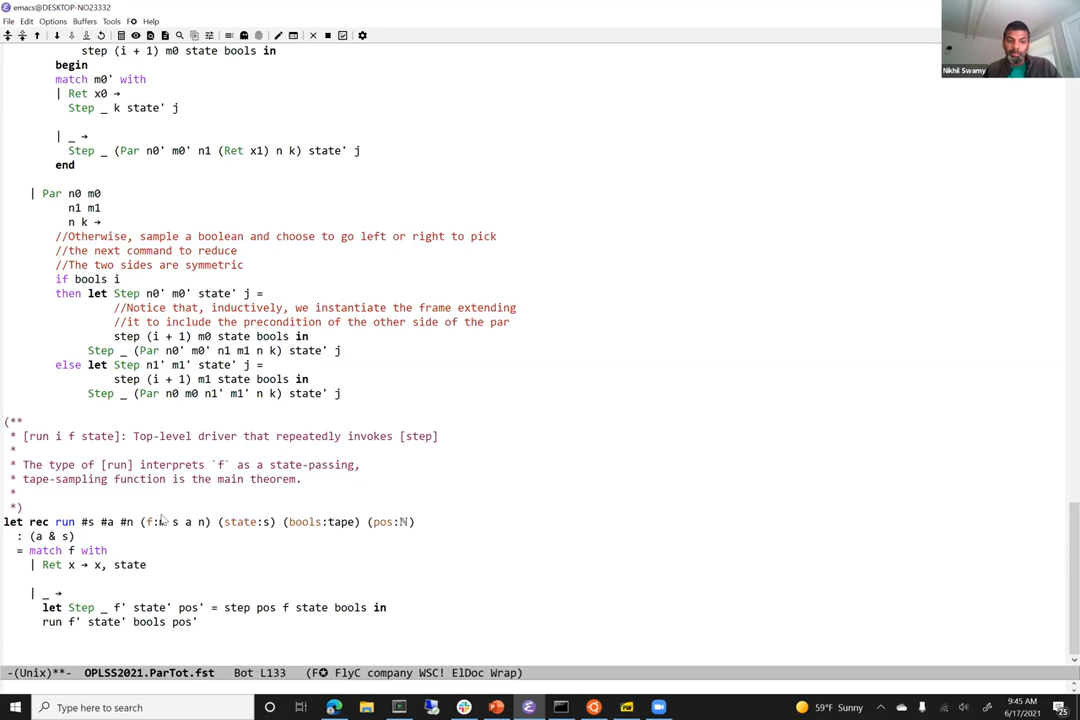 emacs@DESKTOP-NO23332
File Edit Options Buffers Tools F✪ Help
step (i + 1) m0 state bools in
begin
match m0' with
| Ret x0 →
Step _ k state' j
| _ →
Step _ (Par n0' m0' n1 (Ret x1) n k) state' j
end
| Par n0 m0
n1 m1
n k →
//Otherwise, sample a boolean and choose to go left or right to pick
//the next command to reduce
//The two sides are symmetric
if bools i
then let Step n0' m0' state' j =
//Notice that, inductively, we instantiate the frame extending
//it to include the precondition of the other side of the par
step (i + 1) m0 state bools in
Step _ (Par n0' m0' n1 m1 n k) state' j
else let Step n1' m1' state' j =
step (i + 1) m1 state bools in
Step _ (Par n0 m0 n1' m1' n k) state' j
(**
* [run i f state]: Top-level driver that repeatedly invokes [step]
*
* The type of [run] interprets `f` as a state-passing,
* tape-sampling function is the main theorem.
*
*)
let rec run #s #a #n (f:m s a n) (state:s) (bools:tape) (pos:ℕ)
: (a & s)
= match f with
| Ret x → x, state
| _ →
let Step _ f' state' pos' = step pos f state bools in
run f' state' bools pos'
-(Unix)**- OPLSS2021.ParTot.fst Bot L133 (F✪ FlyC company WSC! ElDoc Wrap)
Nikhil Swamy
Type here to search
59°F Sunny
9:45 AM
6/17/2021
25